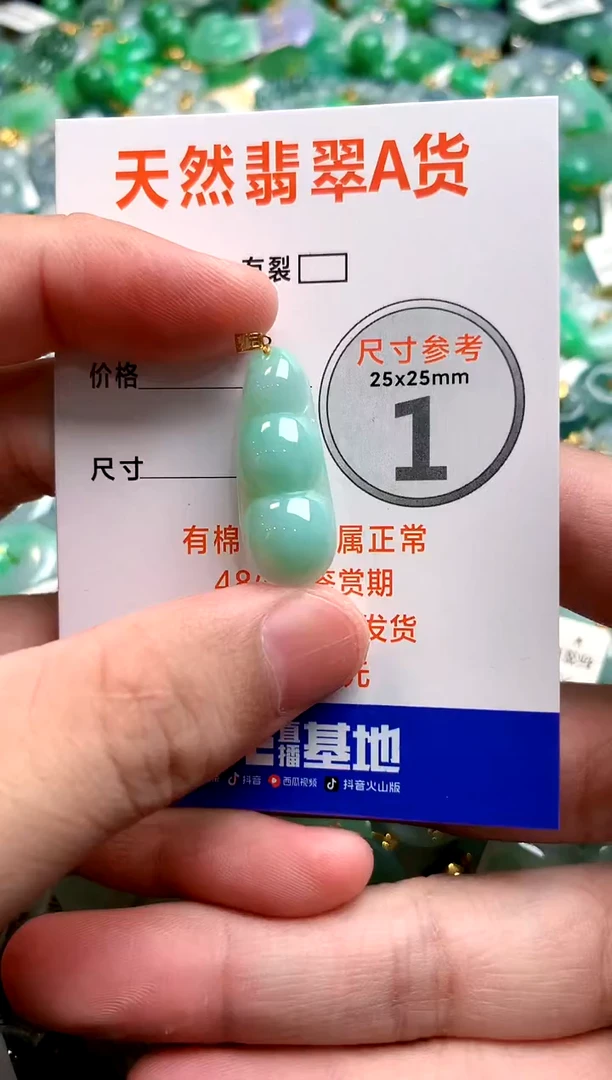 天然翡翠A货
有裂
尺寸参考
25x25mm
1
价格
尺寸
有棉 属正常
48 赏期
发货
元
直播基地
抖音 西瓜视频 抖音火山版